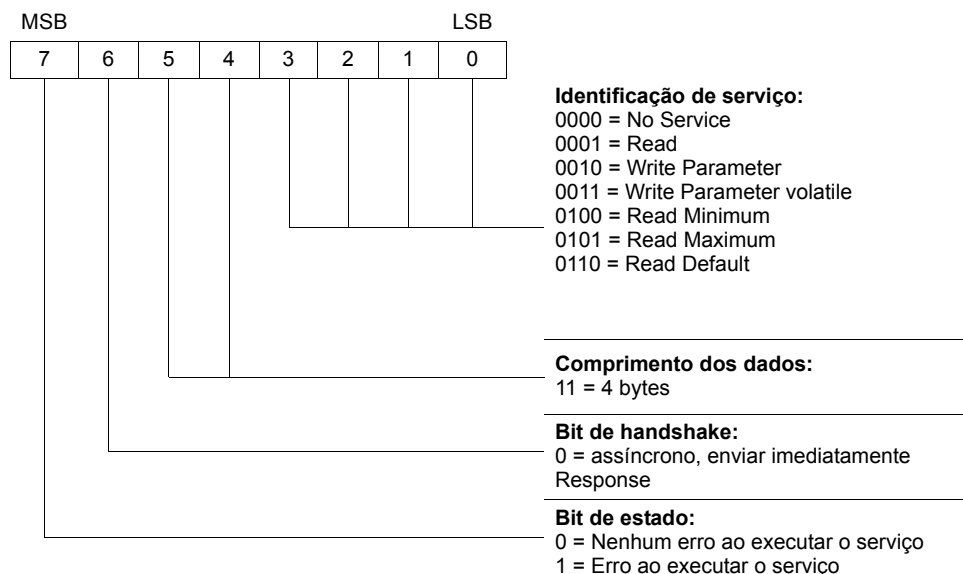 MSB LSB
7 6 5 4 3 2 1 0
Identificação de serviço:
0000 = No Service
0001 = Read
0010 = Write Parameter
0011 = Write Parameter volatile
0100 = Read Minimum
0101 = Read Maximum
0110 = Read Default
Comprimento dos dados:
11 = 4 bytes
Bit de handshake:
0 = assíncrono, enviar imediatamente
Response
Bit de estado:
0 = Nenhum erro ao executar o serviço
1 = Erro ao executar o serviço